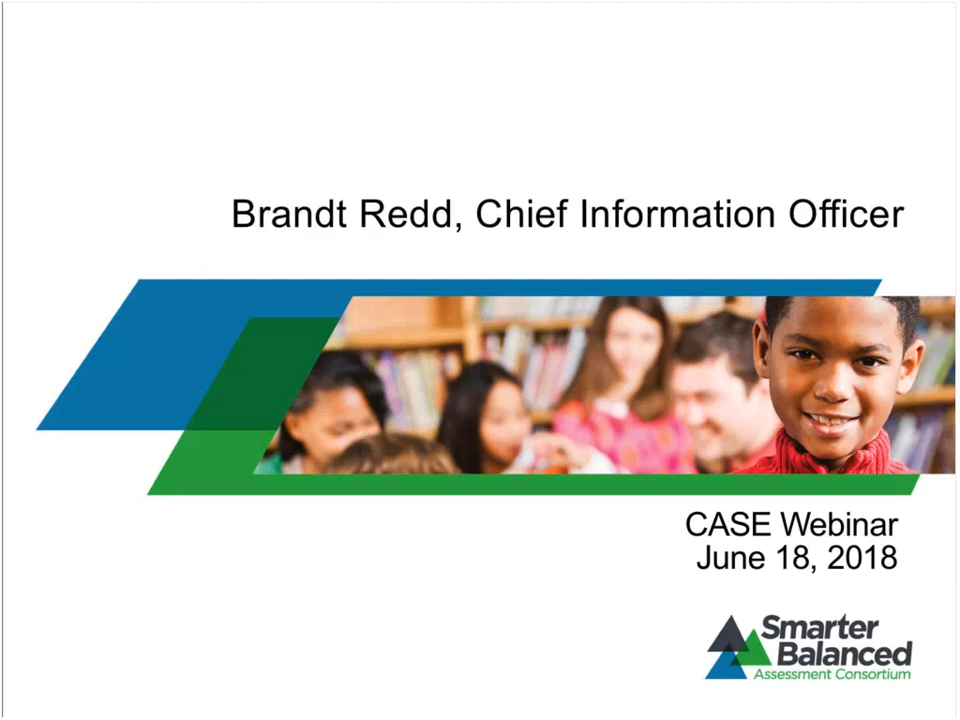 Brandt Redd, Chief Information Officer
CASE Webinar
June 18, 2018
Smarter
Balanced
Assessment Consortium